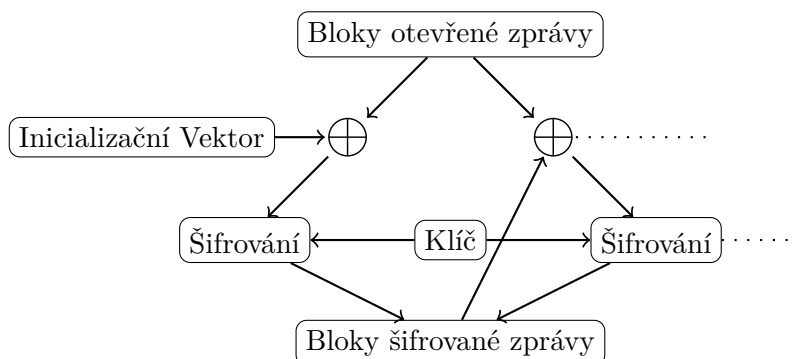 Bloky otevřené zprávy
Inicializační Vektor
Šifrování
Klíč
Šifrování
Bloky šifrované zprávy